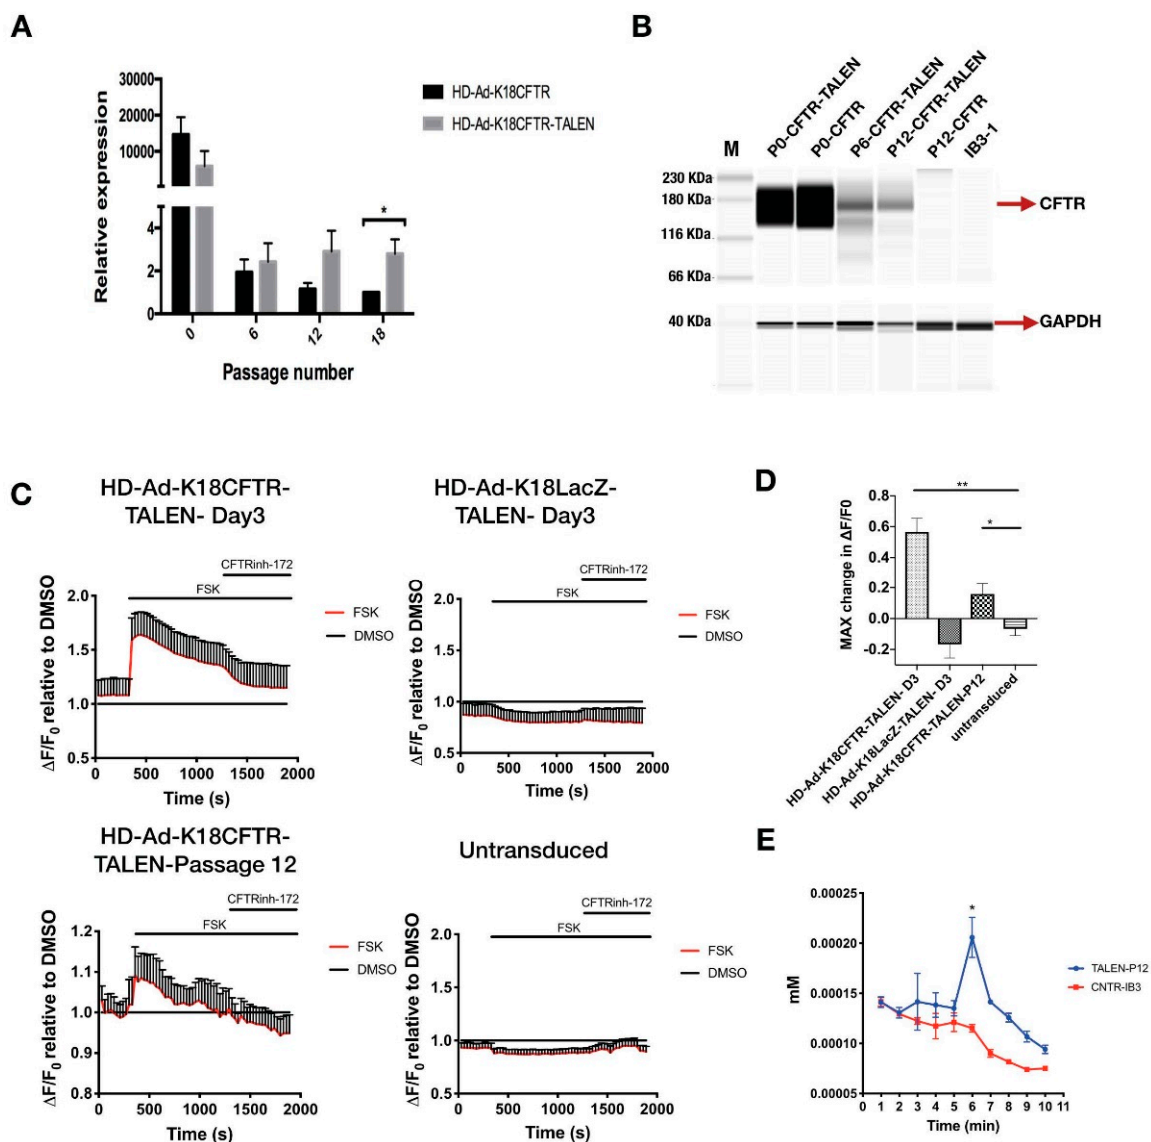 A
30000
20000
10000
4
2
0
Relative expression
0
6
12
18
*
Passage number
HD-Ad-K18CFTR
HD-Ad-K18CFTR-TALEN
B
M
P0-CFTR-TALEN
P0-CFTR
P6-CFTR-TALEN
P12-CFTR-TALEN
P12-CFTR
IB3-1
230 KDa
180 KDa
116 KDa
66 KDa
40 KDa
CFTR
GAPDH
C
HD-Ad-K18CFTR-
TALEN- Day3
CFTRinh-172
FSK
FSK
DMSO
2.0
1.5
1.0
0.5
ΔF/F0 relative to DMSO
0
500
1000
1500
2000
Time (s)
HD-Ad-K18LacZ-
TALEN- Day3
CFTRinh-172
FSK
FSK
DMSO
2.0
1.5
1.0
0.5
ΔF/F0 relative to DMSO
0
500
1000
1500
2000
Time (s)
HD-Ad-K18CFTR-
TALEN-Passage 12
CFTRinh-172
FSK
FSK
DMSO
1.2
1.1
1.0
0.9
0.8
ΔF/F0 relative to DMSO
0
500
1000
1500
2000
Time (s)
Untransduced
CFTRinh-172
FSK
FSK
DMSO
2.0
1.5
1.0
0.5
ΔF/F0 relative to DMSO
0
500
1000
1500
2000
Time (s)
D
**
*
0.8
0.6
0.4
0.2
0.0
-0.2
MAX change in ΔF/F0
HD-Ad-K18CFTR-TALEN- D3
HD-Ad-K18LacZ-TALEN- D3
HD-Ad-K18CFTR-TALEN-P12
untransduced
E
0.00025
0.00020
0.00015
0.00010
0.00005
mM
*
TALEN-P12
CNTR-IB3
0 1 2 3 4 5 6 7 8 9 10 11
Time (min)